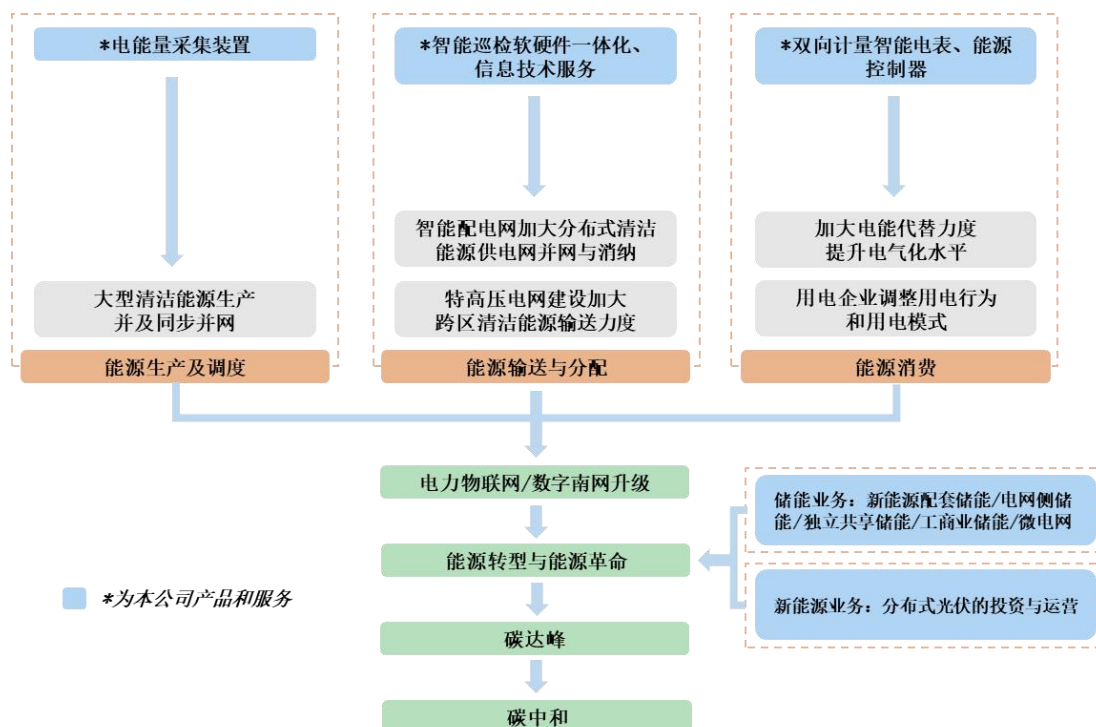 *电能量采集装置
*智能巡检软硬件一体化、
信息技术服务
*双向计量智能电表、能源
控制器
智能配电网加大分布式清洁
能源供电网并网与消纳
加大电能代替力度
提升电气化水平
大型清洁能源生产
并及同步并网
特高压电网建设加大
跨区清洁能源输送力度
用电企业调整用电行为
和用电模式
能源生产及调度
能源输送与分配
能源消费
电力物联网/数字南网升级
储能业务：新能源配套储能/电网侧储
能/独立共享储能/工商业储能/微电网
能源转型与能源革命
*为本公司产品和服务
新能源业务：分布式光伏的投资与运营
碳达峰
碳中和